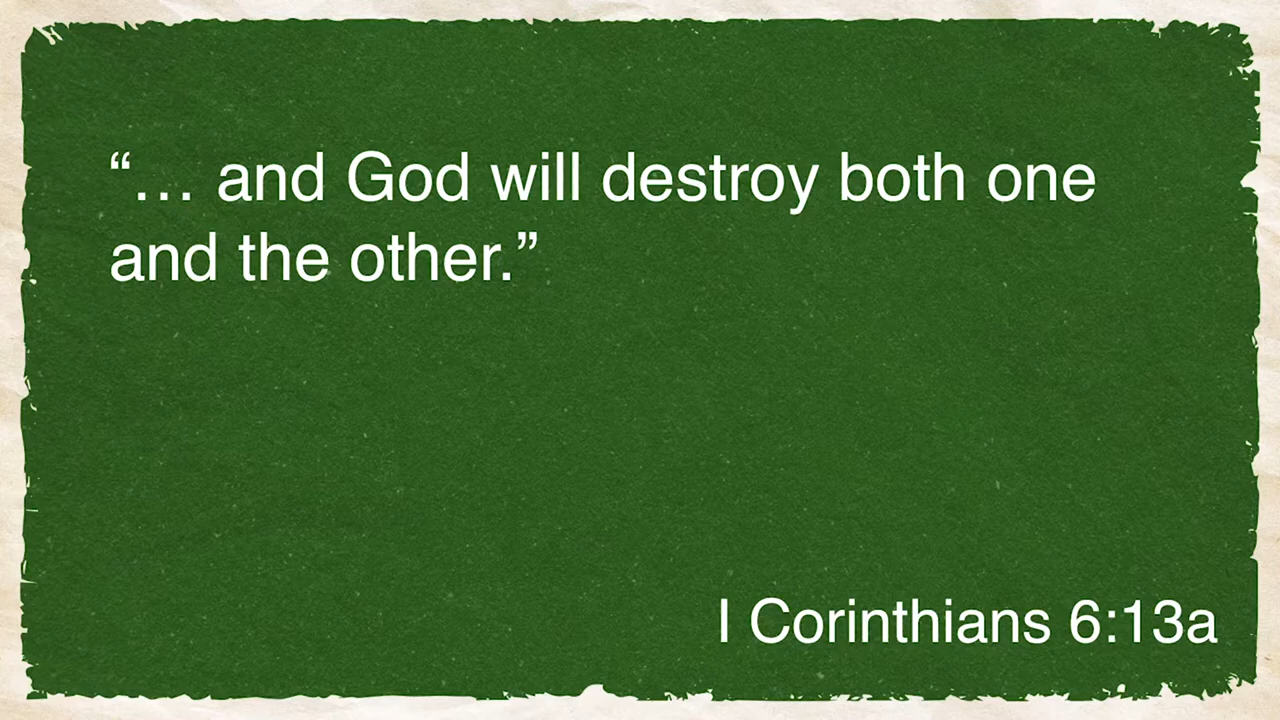 “… and God will destroy both one
and the other.”
I Corinthians 6:13a